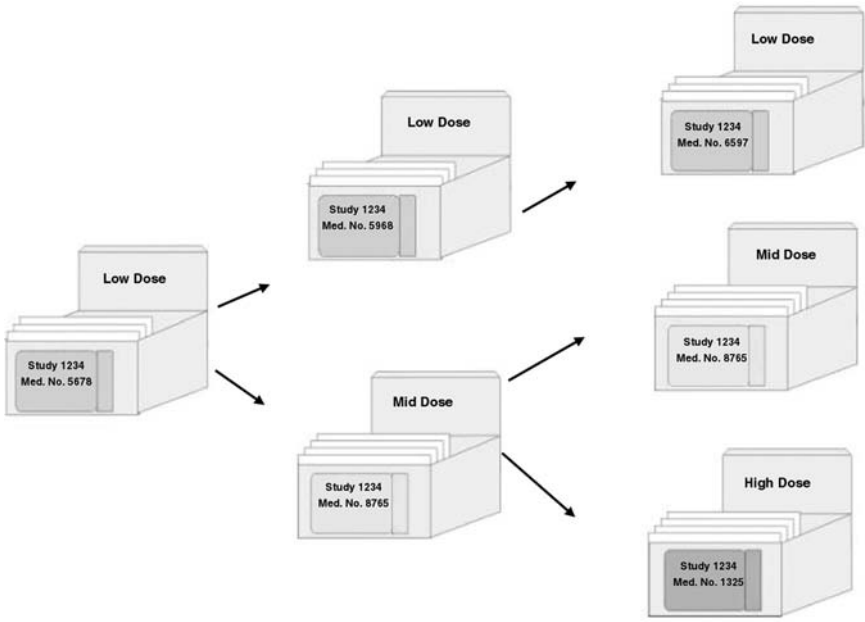 Low Dose
Study 1234
Med. No. 5678
Low Dose
Study 1234
Med. No. 5968
Mid Dose
Study 1234
Med. No. 8765
Low Dose
Study 1234
Med. No. 6597
Mid Dose
Study 1234
Med. No. 8765
High Dose
Study 1234
Med. No. 1325